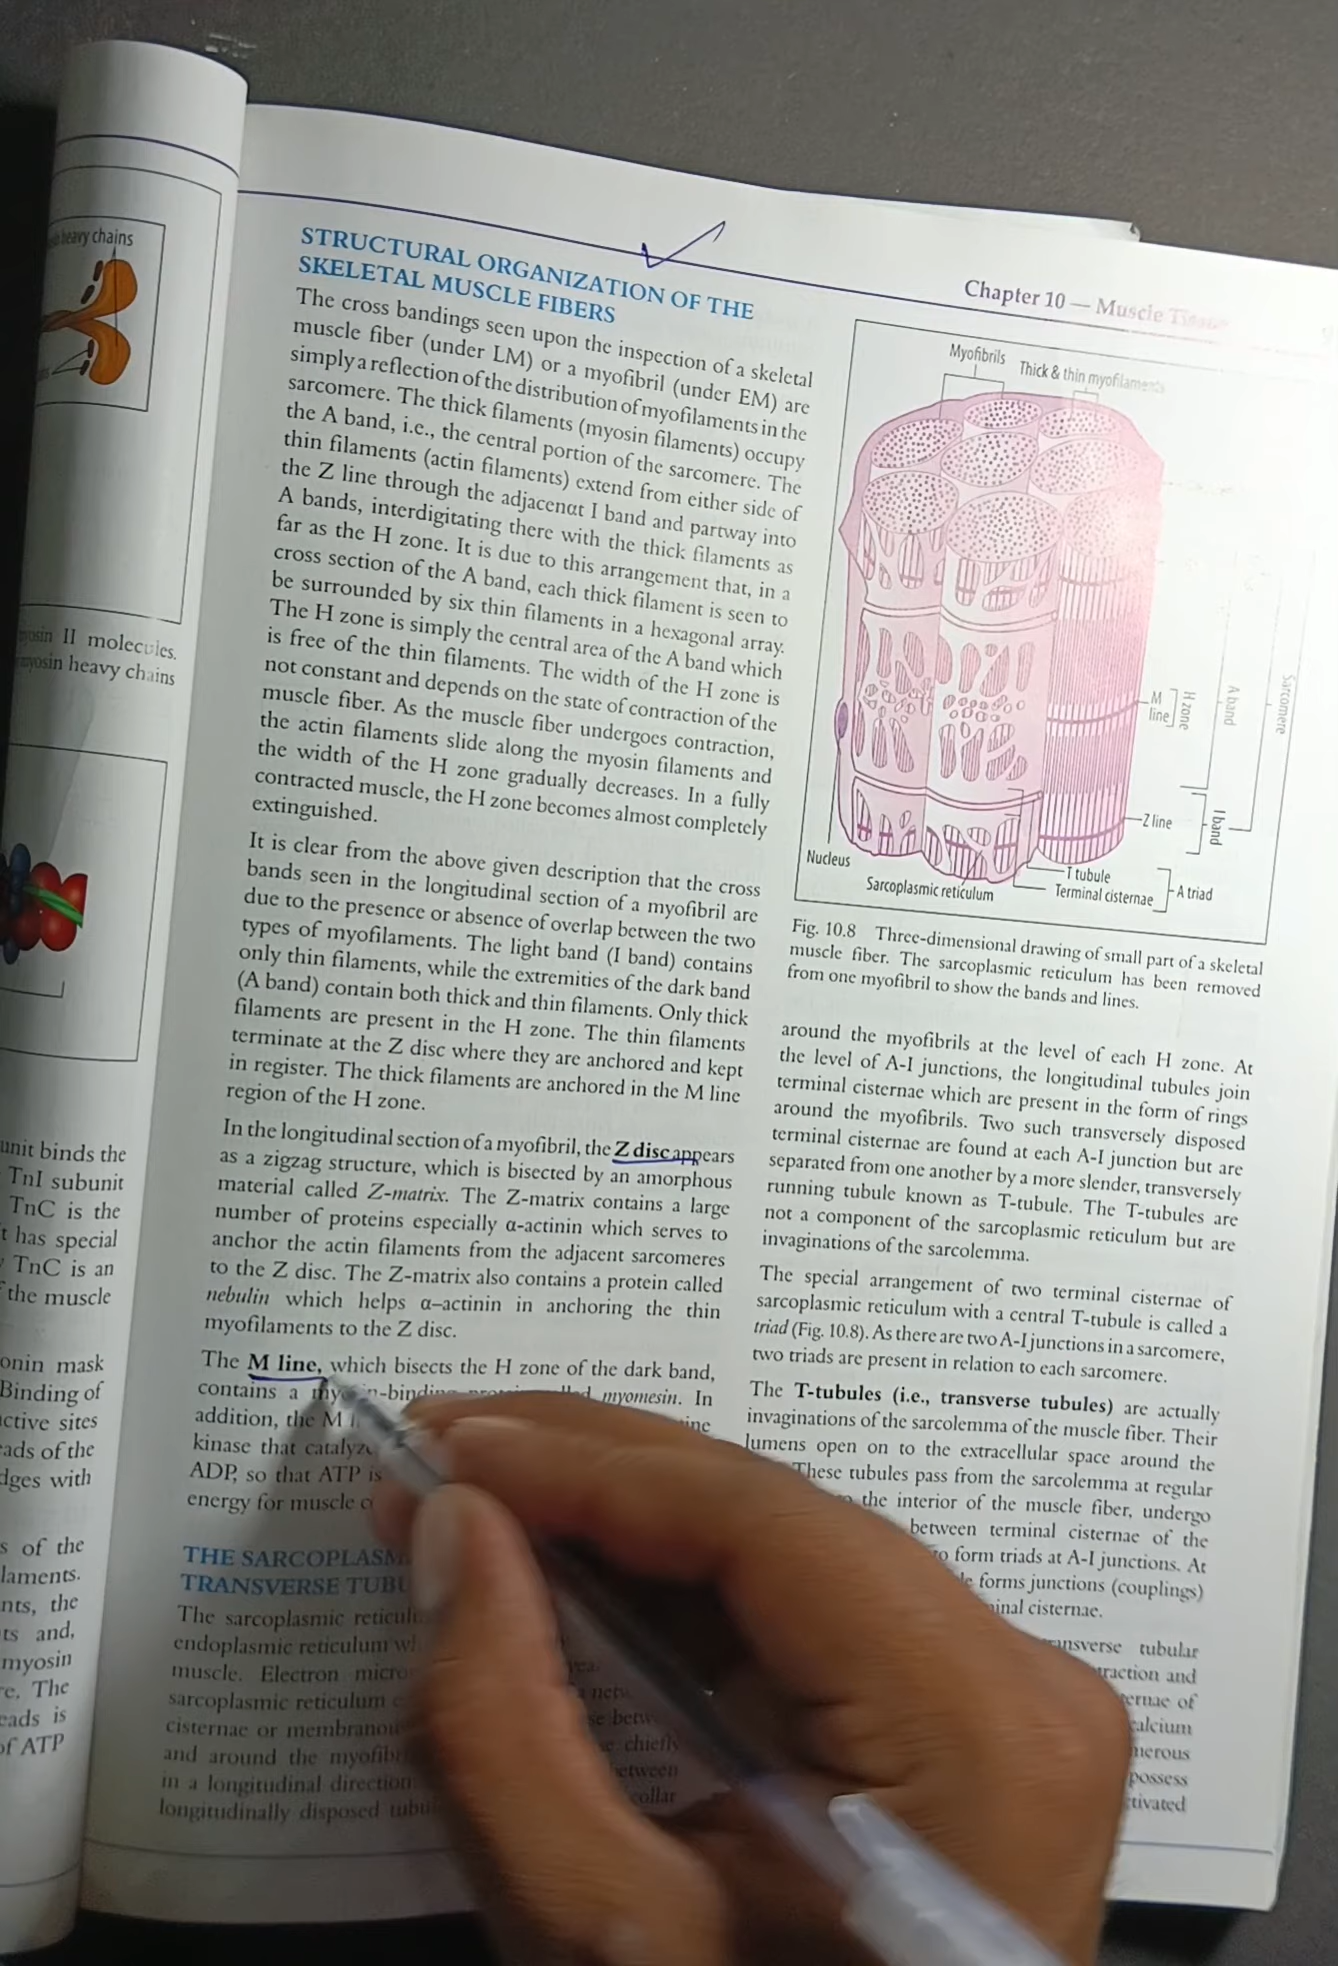 heavy chains
II molecules.
myosin heavy chains
unit binds the
TnI subunit
TnC is the
t has special
TnC is an
the muscle
onin mask
Binding of
ctive sites
ads of the
dges with
s of the
laments.
nts, the
ts and,
myosin
re. The
eads is
of ATP
Chapter 10 — Muscle Tissue
STRUCTURAL ORGANIZATION OF THE
SKELETAL MUSCLE FIBERS
The cross bandings seen upon the inspection of a skeletal
muscle fiber (under LM) or a myofibril (under EM) are
simply a reflection of the distribution of myofilaments in the
sarcomere. The thick filaments (myosin filaments) occupy
the A band, i.e., the central portion of the sarcomere. The
thin filaments (actin filaments) extend from either side of
the Z line through the adjacenαt I band and partway into
A bands, interdigitating there with the thick filaments as
far as the H zone. It is due to this arrangement that, in a
cross section of the A band, each thick filament is seen to
be surrounded by six thin filaments in a hexagonal array.
The H zone is simply the central area of the A band which
is free of the thin filaments. The width of the H zone is
not constant and depends on the state of contraction of the
muscle fiber. As the muscle fiber undergoes contraction,
the actin filaments slide along the myosin filaments and
the width of the H zone gradually decreases. In a fully
contracted muscle, the H zone becomes almost completely
extinguished.
It is clear from the above given description that the cross
bands seen in the longitudinal section of a myofibril are
due to the presence or absence of overlap between the two
types of myofilaments. The light band (I band) contains
only thin filaments, while the extremities of the dark band
(A band) contain both thick and thin filaments. Only thick
filaments are present in the H zone. The thin filaments
terminate at the Z disc where they are anchored and kept
in register. The thick filaments are anchored in the M line
region of the H zone.
In the longitudinal section of a myofibril, the Z disc appears
as a zigzag structure, which is bisected by an amorphous
material called Z-matrix. The Z-matrix contains a large
number of proteins especially α-actinin which serves to
anchor the actin filaments from the adjacent sarcomeres
to the Z disc. The Z-matrix also contains a protein called
nebulin which helps α–actinin in anchoring the thin
myofilaments to the Z disc.
The M line, which bisects the H zone of the dark band,
contains a myomesin. In
addition, the M
kinase that
ADP, so that ATP is
energy for muscle
THE SARCOPLASM
TRANSVERSE TUBU
The sarcoplasmic
endoplasmic reticulum
muscle. Electron
sarcoplasmic reticulum
cisternae or chiefly
and around the between
in a longitudinal direction collar
longitudinally disposed
Myofibrils
Thick & thin myofilaments
M
line
H zone
A band
Sarcomere
Z line
I band
Nucleus
Sarcoplasmic reticulum
T tubule
Terminal cisternae
A triad
Fig. 10.8 Three-dimensional drawing of small part of a skeletal
muscle fiber. The sarcoplasmic reticulum has been removed
from one myofibril to show the bands and lines.
around the myofibrils at the level of each H zone. At
the level of A-I junctions, the longitudinal tubules join
terminal cisternae which are present in the form of rings
around the myofibrils. Two such transversely disposed
terminal cisternae are found at each A-I junction but are
separated from one another by a more slender, transversely
running tubule known as T-tubule. The T-tubules are
not a component of the sarcoplasmic reticulum but are
invaginations of the sarcolemma.
The special arrangement of two terminal cisternae of
sarcoplasmic reticulum with a central T-tubule is called a
triad (Fig. 10.8). As there are two A-I junctions in a sarcomere,
two triads are present in relation to each sarcomere.
The T-tubules (i.e., transverse tubules) are actually
invaginations of the sarcolemma of the muscle fiber. Their
lumens open on to the extracellular space around the
These tubules pass from the sarcolemma at regular
the interior of the muscle fiber, undergo
between terminal cisternae of the
to form triads at A-I junctions. At
forms junctions (couplings)
cisternae.
tubular
and
of
calcium
possess